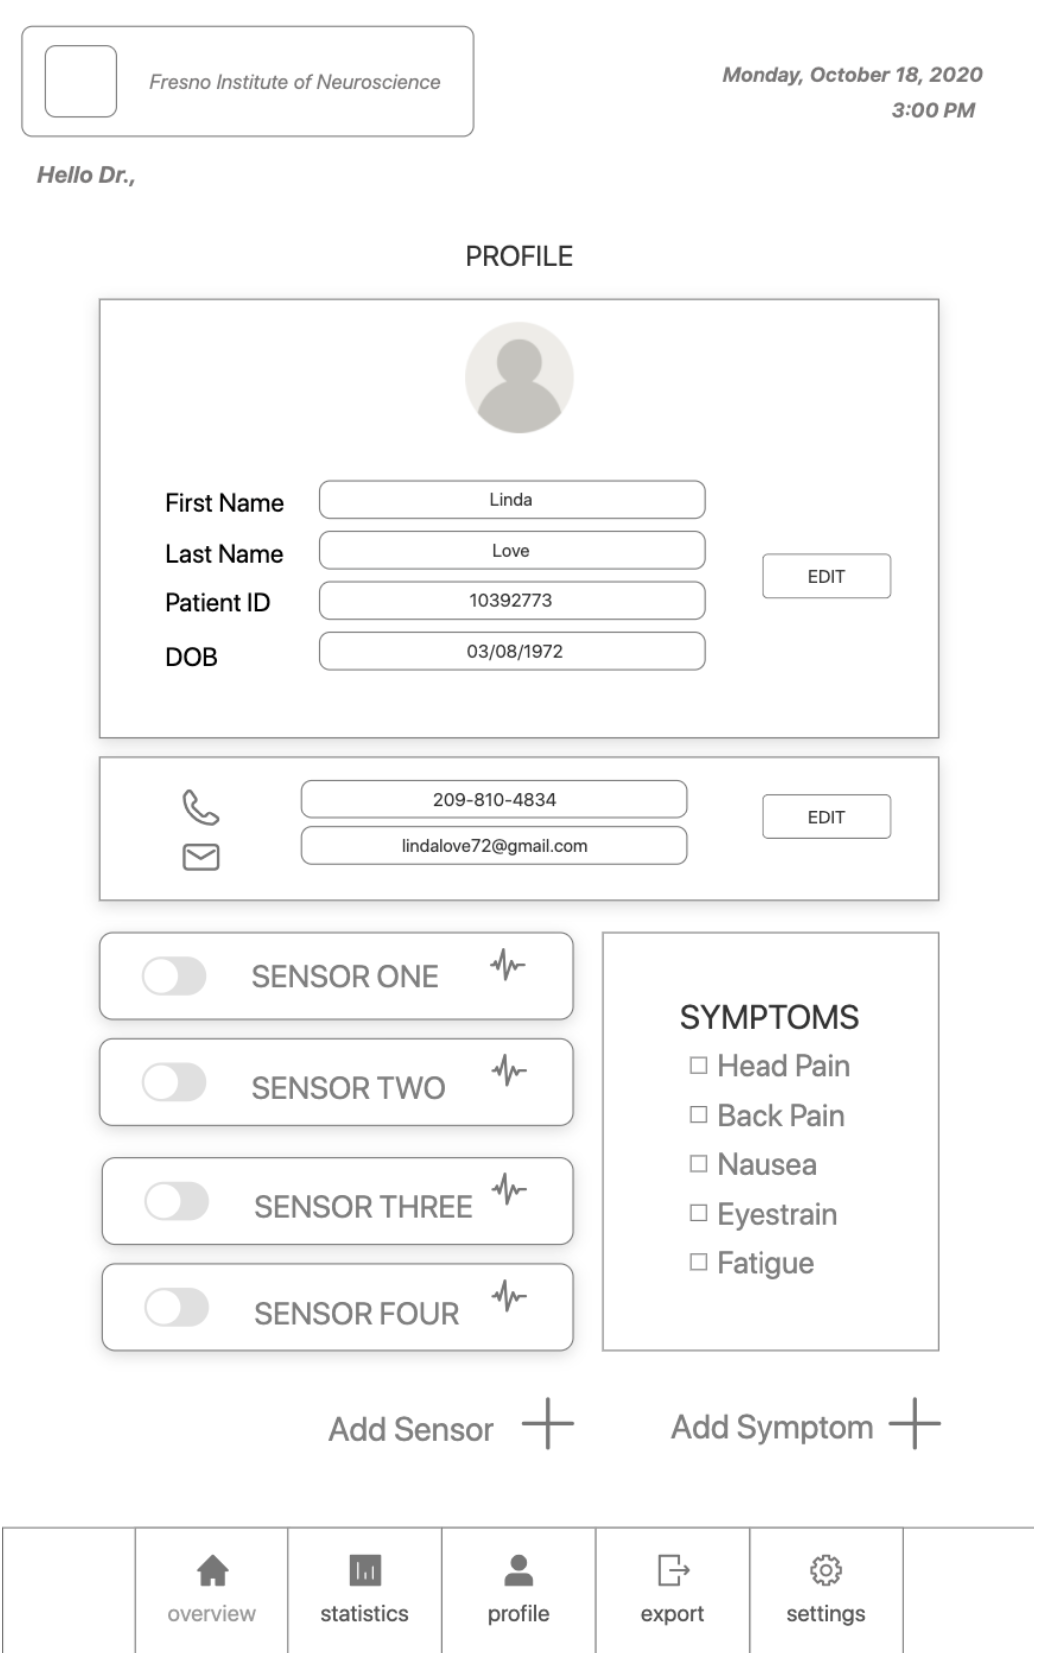 Fresno Institute of Neuroscience
Monday, October 18, 2020
3:00 PM
Hello Dr.,
PROFILE
First Name Linda
Last Name Love
Patient ID 10392773
DOB 03/08/1972
EDIT
209-810-4834
lindalove72@gmail.com
EDIT
SENSOR ONE
SENSOR TWO
SENSOR THREE
SENSOR FOUR
SYMPTOMS
Head Pain
Back Pain
Nausea
Eyestrain
Fatigue
Add Sensor
Add Symptom
overview statistics profile export settings